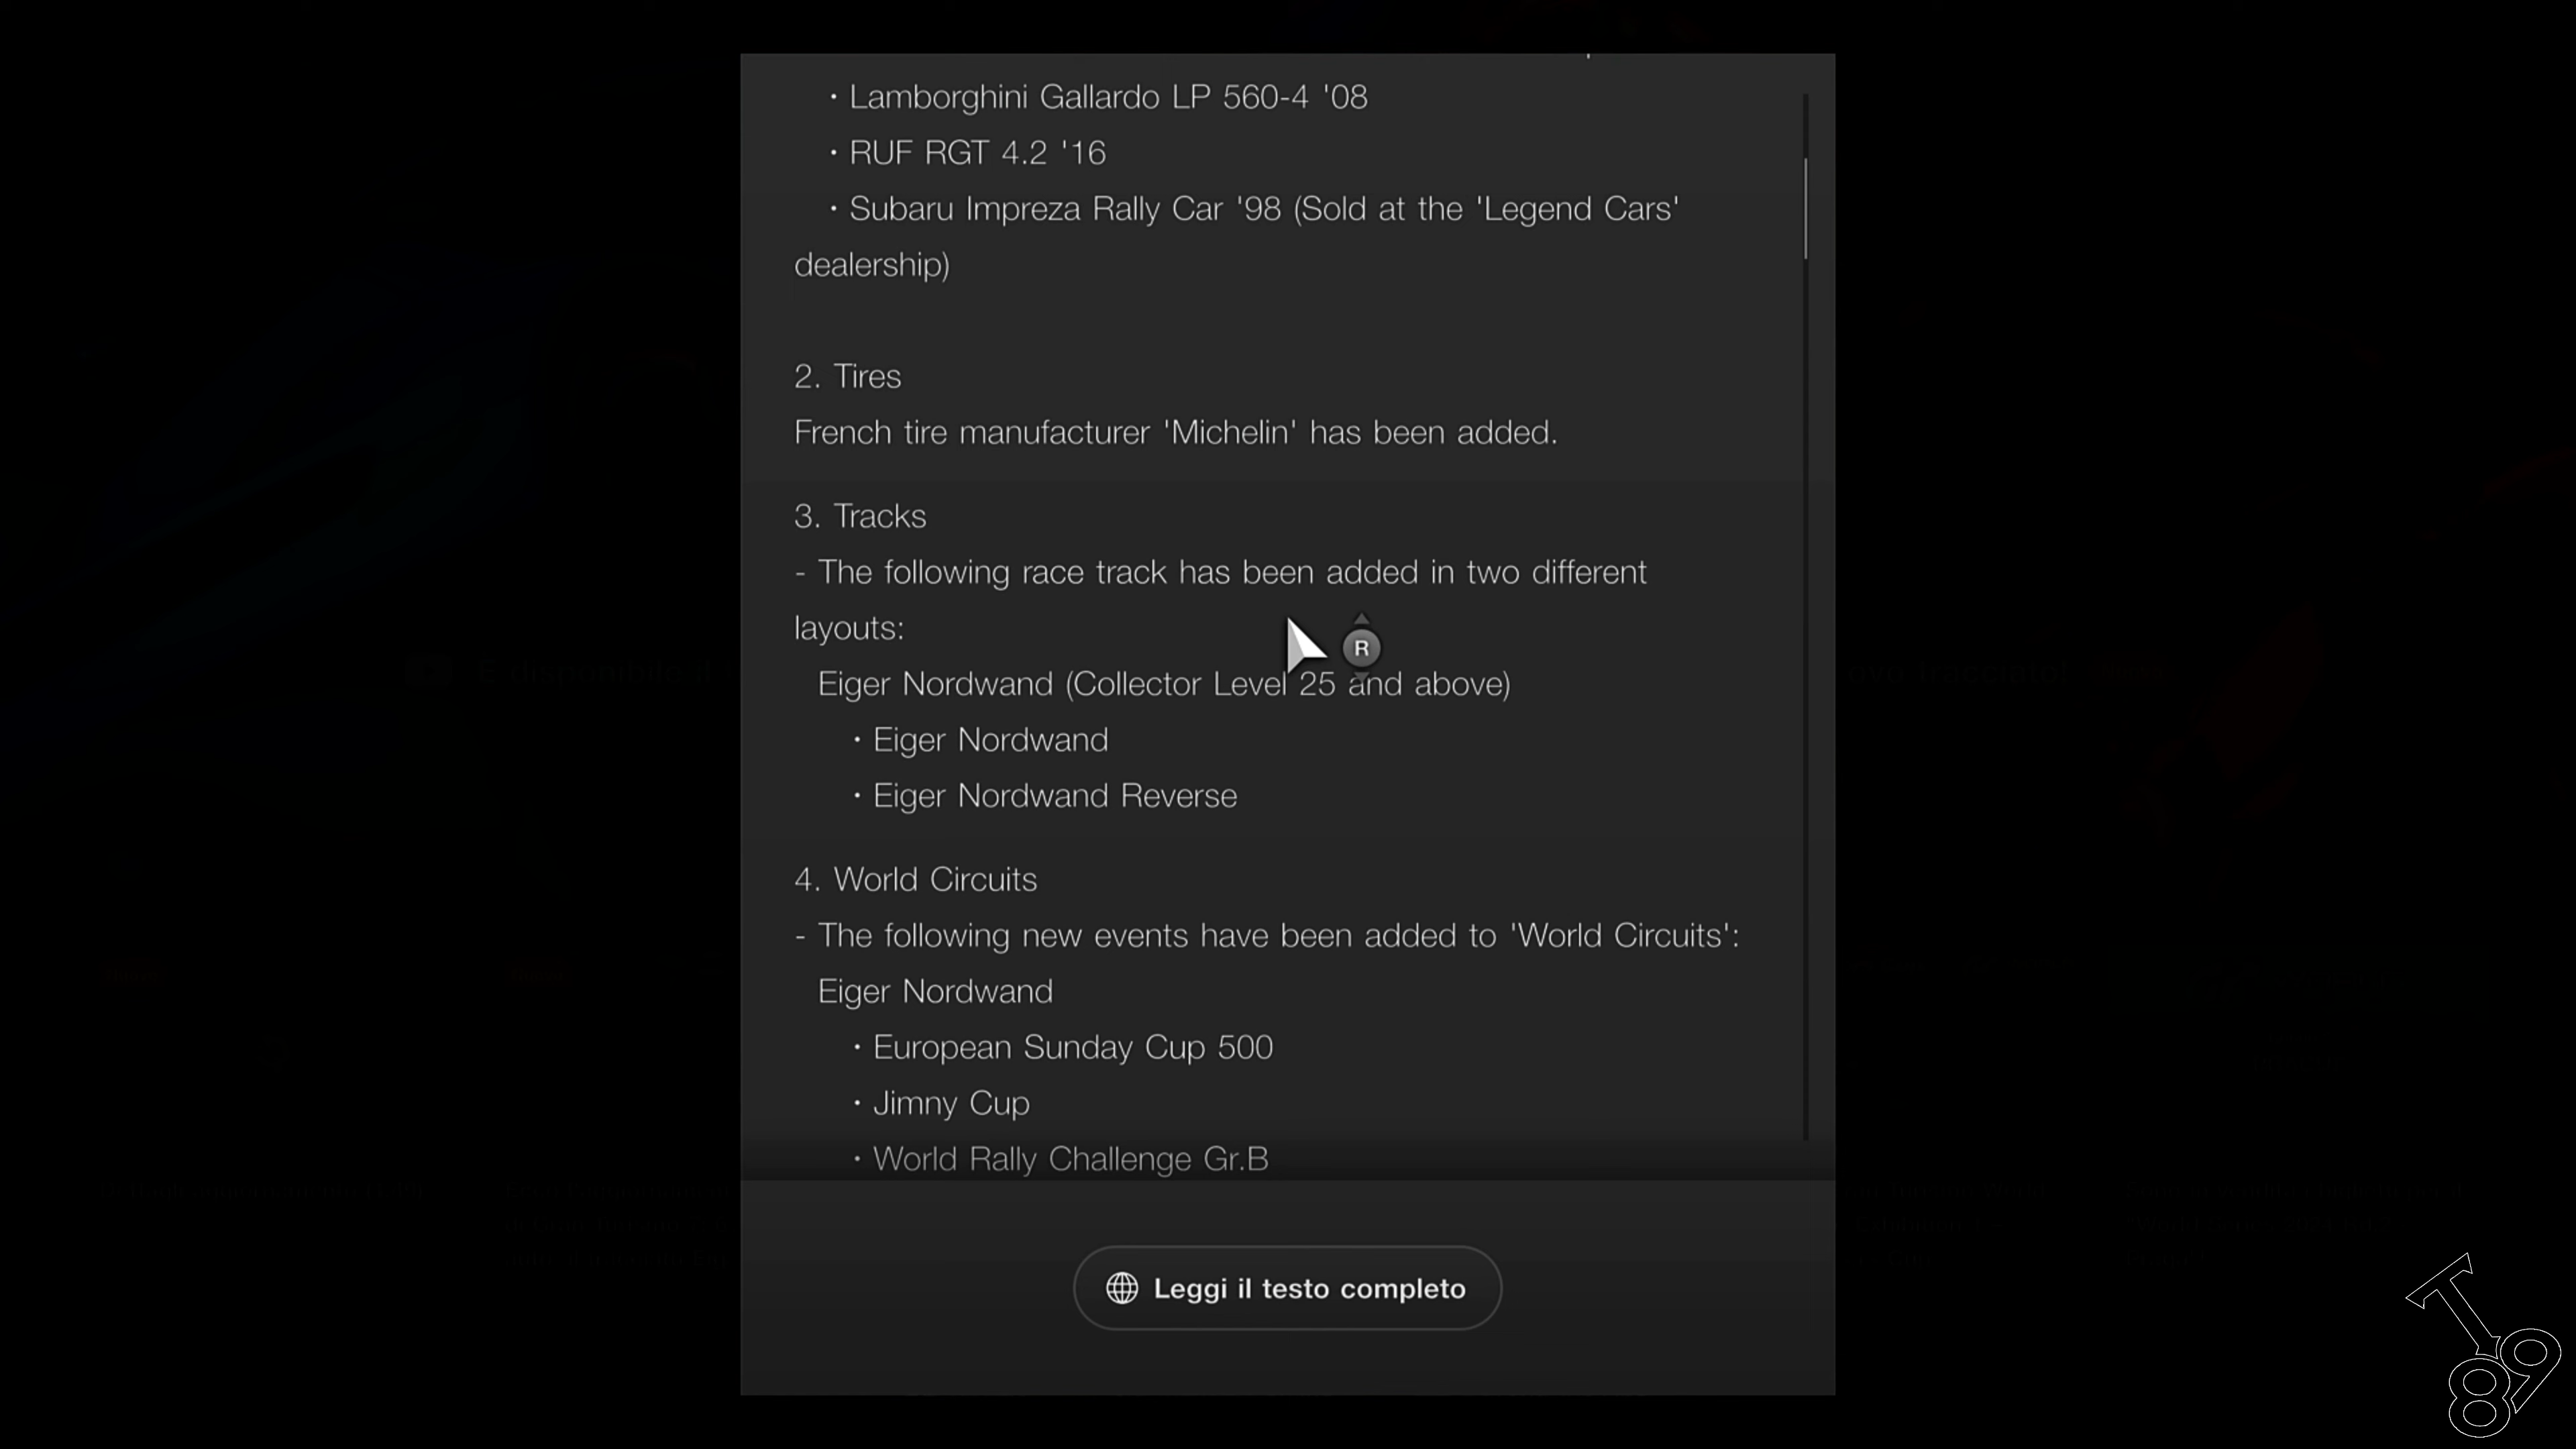 • Lamborghini Gallardo LP 560-4 '08
• RUF RGT 4.2 '16
• Subaru Impreza Rally Car '98 (Sold at the 'Legend Cars'
dealership)
2. Tires
French tire manufacturer 'Michelin' has been added.
3. Tracks
- The following race track has been added in two different
layouts:
R
Eiger Nordwand (Collector Level 25 and above)
• Eiger Nordwand
• Eiger Nordwand Reverse
4. World Circuits
- The following new events have been added to 'World Circuits':
Eiger Nordwand
• European Sunday Cup 500
• Jimny Cup
• World Rally Challenge Gr.B
Leggi il testo completo
T89